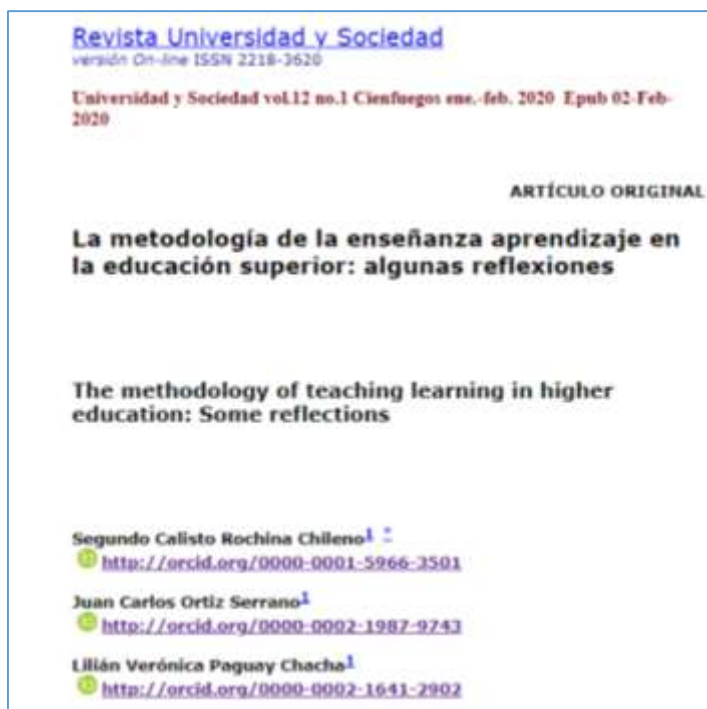 Revista Universidad y Sociedad
versión On-line ISSN 2218-3620
Universidad y Sociedad vol.12 no.1 Cienfuegos ene.-feb. 2020 Epub 02-Feb-
2020
ARTÍCULO ORIGINAL
La metodología de la enseñanza aprendizaje en
la educación superior: algunas reflexiones
The methodology of teaching learning in higher
education: Some reflections
Segundo Calisto Rochina Chileno1 *
http://orcid.org/0000-0001-5966-3501
Juan Carlos Ortiz Serrano1
http://orcid.org/0000-0002-1987-9743
Lilián Verónica Paguay Chacha1
http://orcid.org/0000-0002-1641-2902